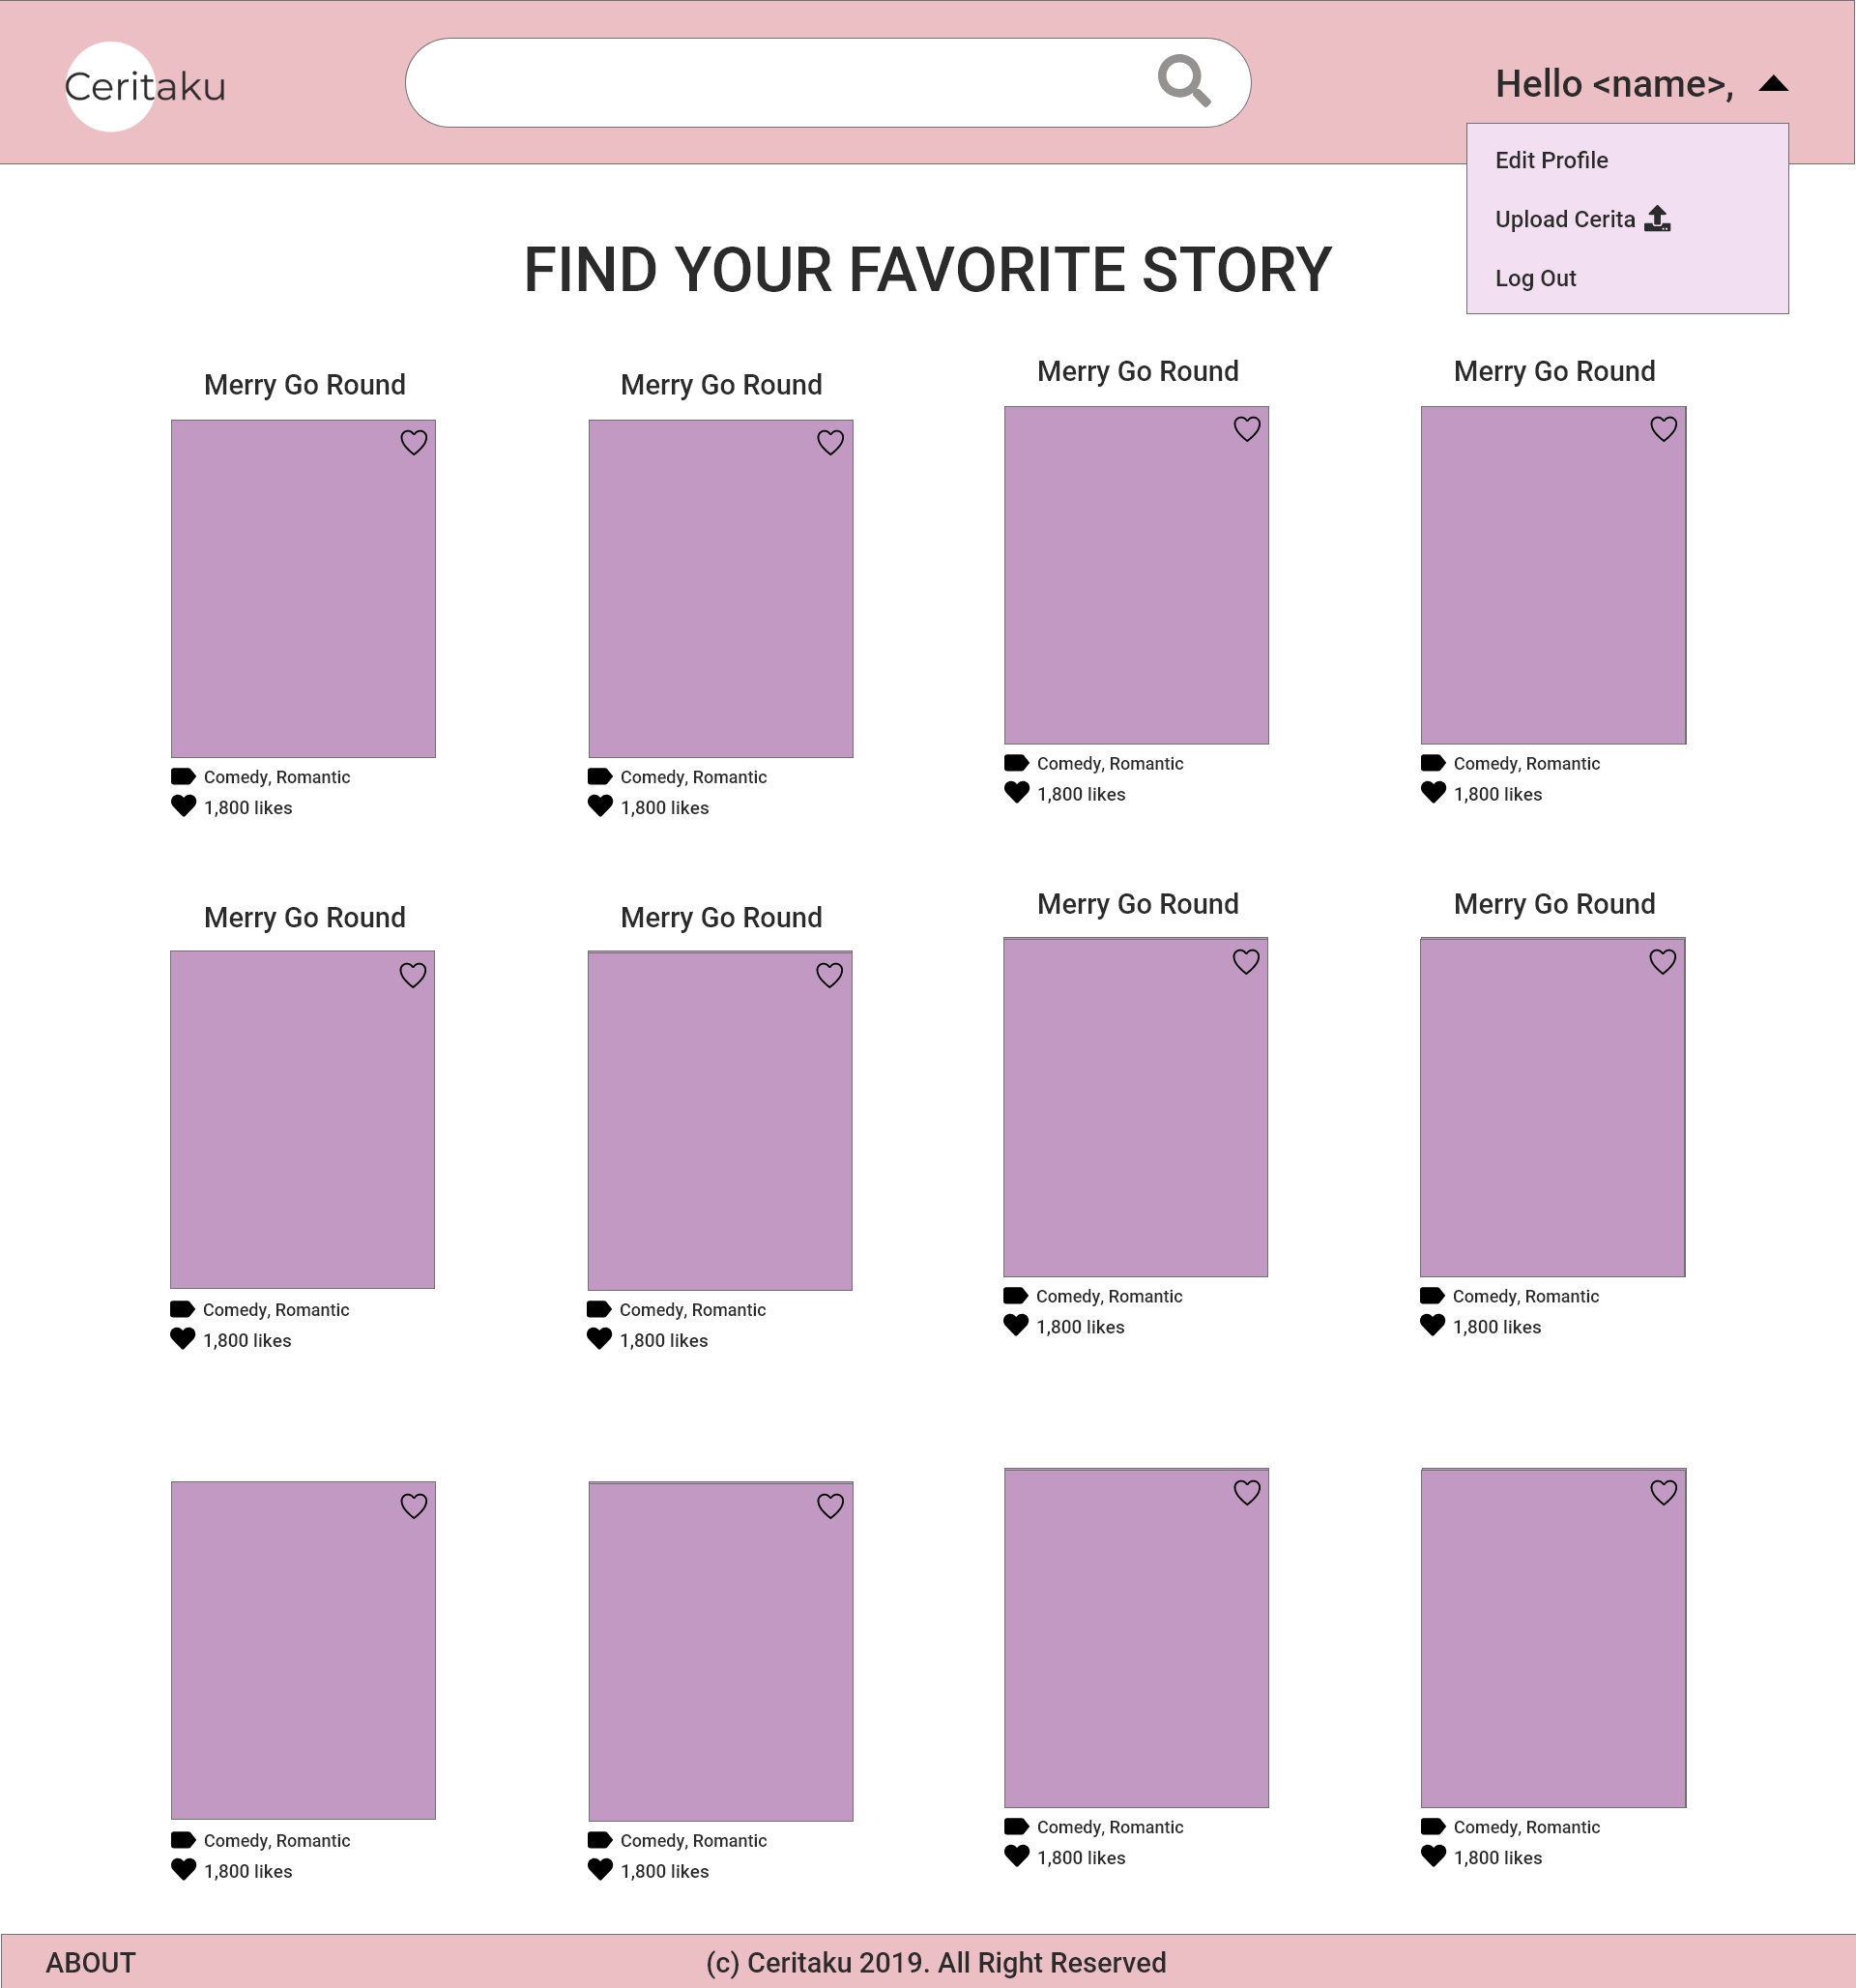 Ceritaku
Hello <name>,
Edit Profile
Upload Cerita
Log Out
FIND YOUR FAVORITE STORY
Merry Go Round
Merry Go Round
Merry Go Round
Merry Go Round
Comedy, Romantic
1,800 likes
Comedy, Romantic
1,800 likes
Comedy, Romantic
1,800 likes
Comedy, Romantic
1,800 likes
Merry Go Round
Merry Go Round
Merry Go Round
Merry Go Round
Comedy, Romantic
1,800 likes
Comedy, Romantic
1,800 likes
Comedy, Romantic
1,800 likes
Comedy, Romantic
1,800 likes
Comedy, Romantic
1,800 likes
Comedy, Romantic
1,800 likes
Comedy, Romantic
1,800 likes
Comedy, Romantic
1,800 likes
ABOUT
(c) Ceritaku 2019. All Right Reserved